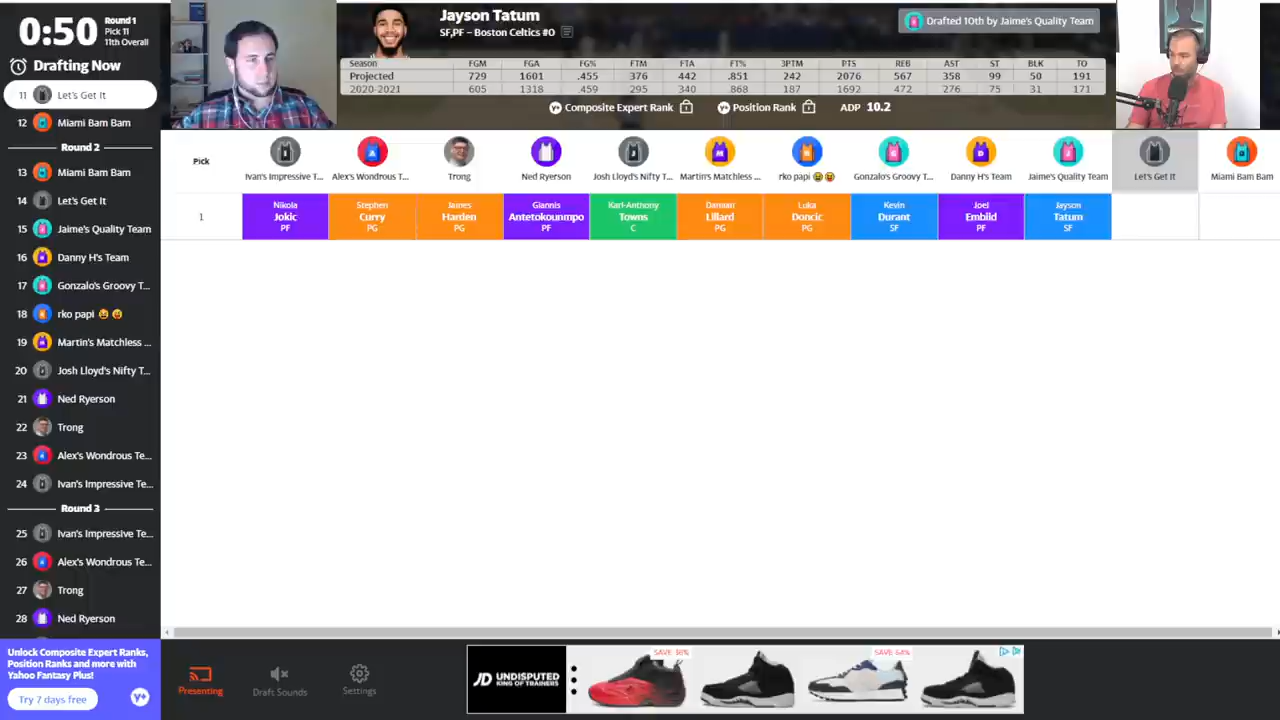 0:50
Round 1
Pick 11
11th Overall
Drafting Now
11 Let's Get It
12 Miami Bam Bam
Round 2
13 Miami Bam Bam
14 Let's Get It
15 Jaime's Quality Team
16 Danny H's Team
17 Gonzalo's Groovy T...
18 rko papi 😆 😝
19 Martin's Matchless ...
20 Josh Lloyd's Nifty T...
21 Ned Ryerson
22 Trong
23 Alex's Wondrous Te...
24 Ivan's Impressive Te...
Round 3
25 Ivan's Impressive Te...
26 Alex's Wondrous Te...
27 Trong
28 Ned Ryerson
Unlock Composite Expert Ranks, Position Ranks and more with Yahoo Fantasy Plus!
Try 7 days free
Y+
Jayson Tatum
SF,PF – Boston Celtics #0
Drafted 10th by Jaime's Quality Team
Season FGM FGA FG% FTM FTA FT% 3PTM PTS REB AST ST BLK TO
Projected 729 1601 .455 376 442 .851 242 2076 567 358 99 50 191
2020-2021 605 1318 .459 295 340 .868 187 1692 472 276 75 31 171
Y+ Composite Expert Rank Y+ Position Rank ADP 10.2
Pick Ivan's Impressive T... Alex's Wondrous T... Trong Ned Ryerson Josh Lloyd's Nifty T... Martin's Matchless ... rko papi 😆 😝 Gonzalo's Groovy T... Danny H's Team Jaime's Quality Team Let's Get It Miami Bam Bam
1
Nikola Jokic PF
Stephen Curry PG
James Harden PG
Giannis Antetokounmpo PF
Karl-Anthony Towns C
Damian Lillard PG
Luka Doncic PG
Kevin Durant SF
Joel Embiid PF
Jayson Tatum SF
Presenting
Draft Sounds
Settings
JD UNDISPUTED
KING OF TRAINERS
SAVE 36%
SAVE 64%